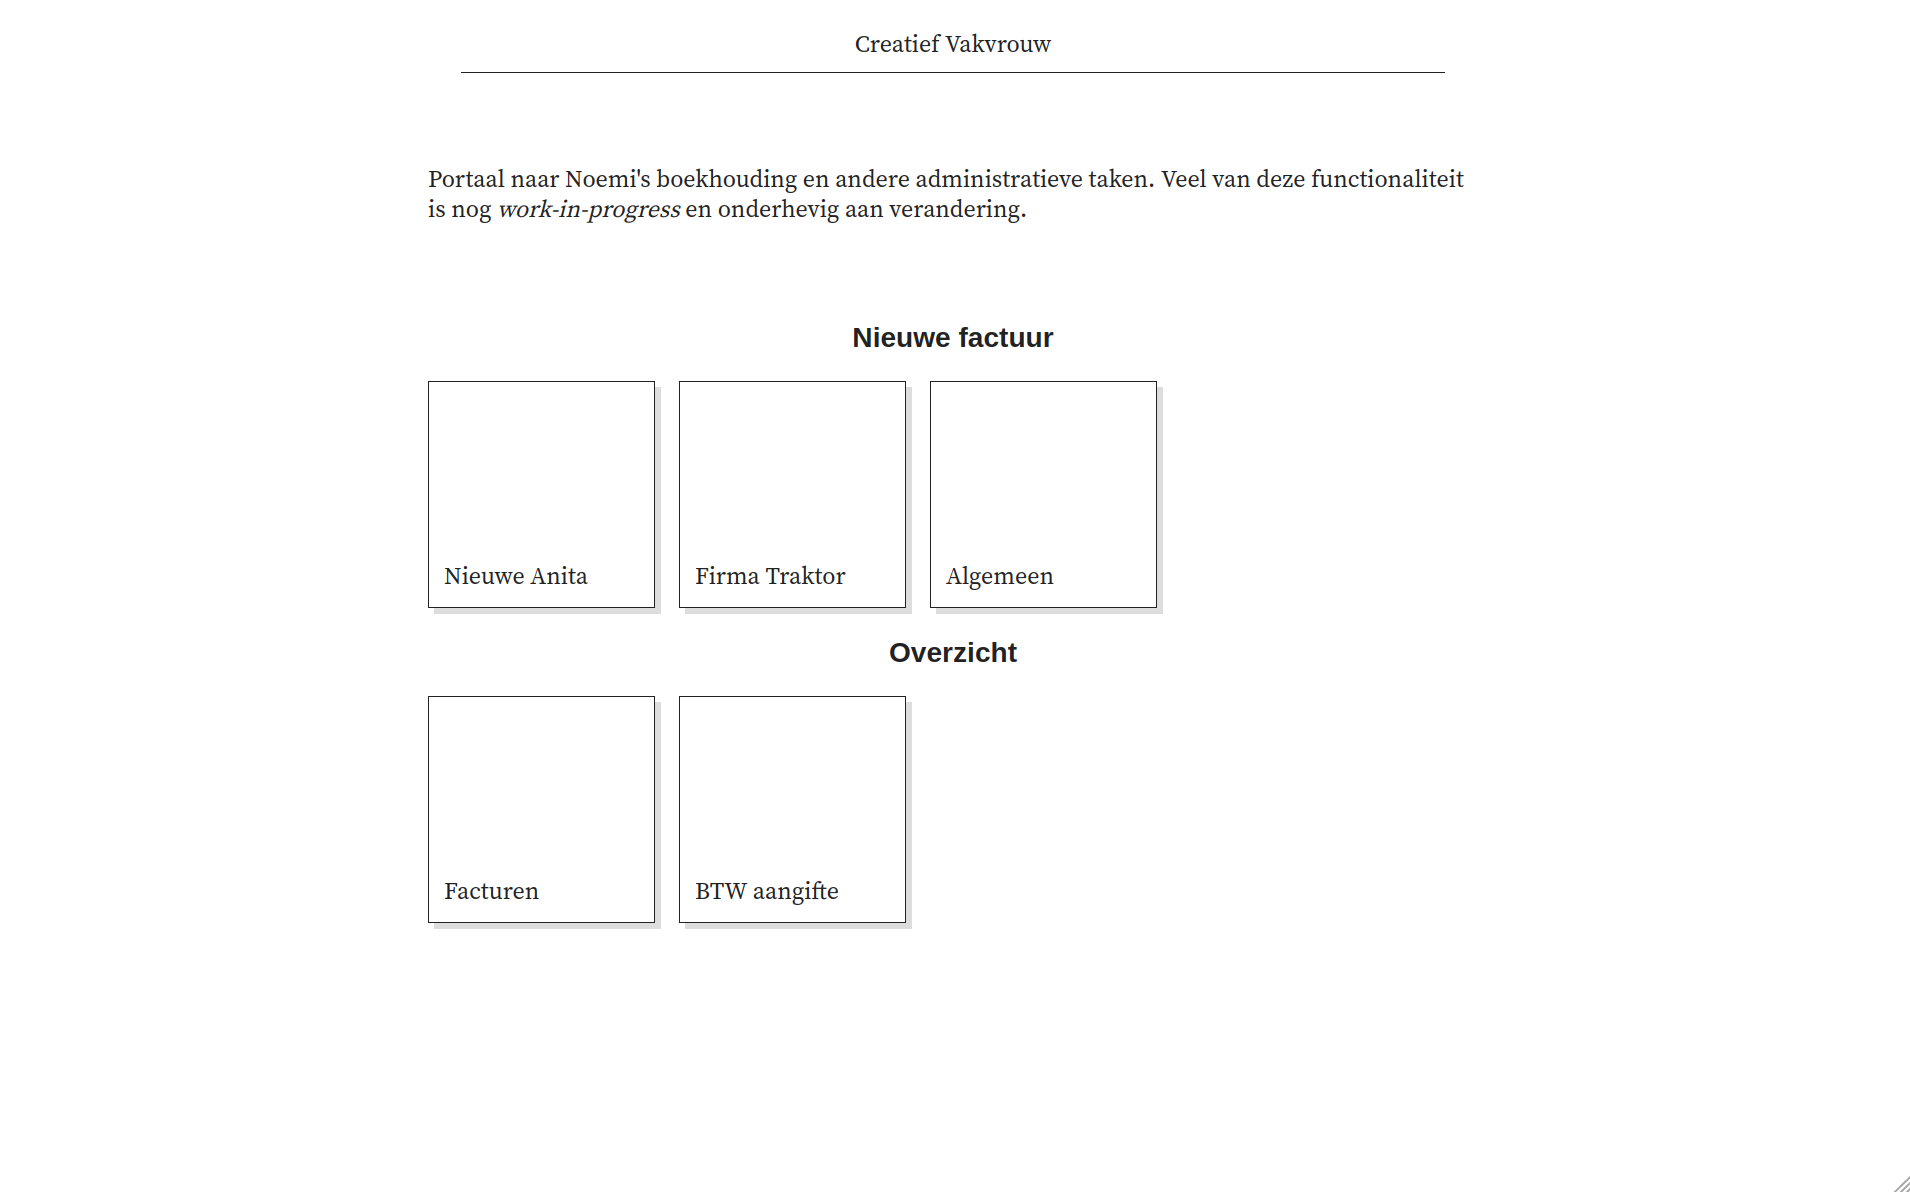 Creatief Vakvrouw
Portaal naar Noemi's boekhouding en andere administratieve taken. Veel van deze functionaliteit
is nog work-in-progress en onderhevig aan verandering.
Nieuwe factuur
Nieuwe Anita
Firma Traktor
Algemeen
Overzicht
Facturen
BTW aangifte